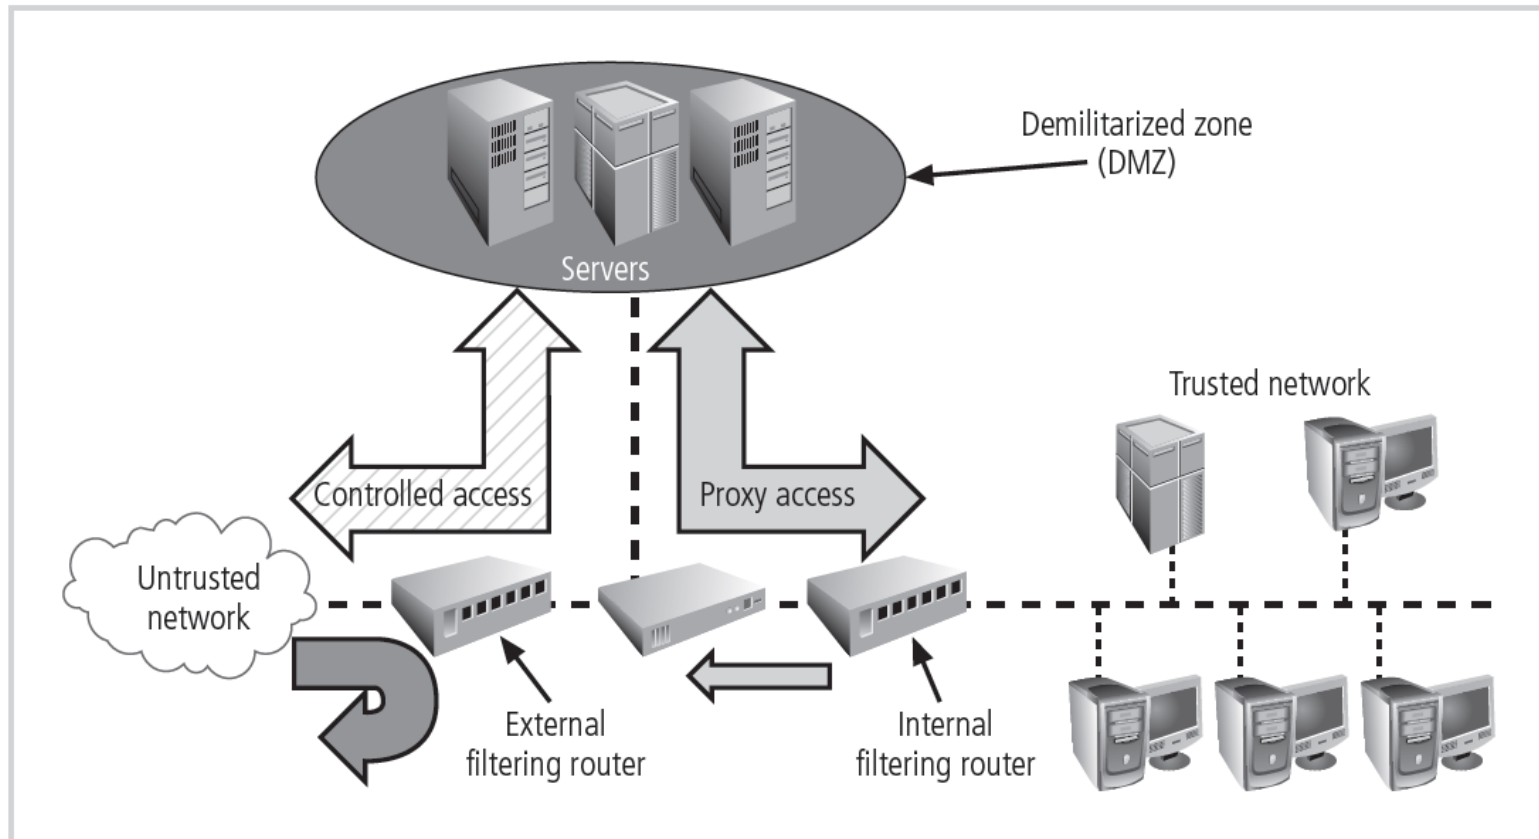 Demilitarized zone
(DMZ)
Servers
Trusted network
Controlled access
Proxy access
Untrusted
network
External
filtering router
Internal
filtering router